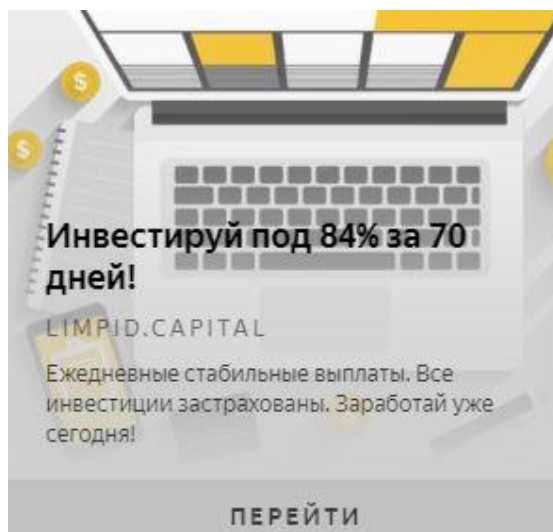 Инвестируй под 84% за 70
дней!
LIMPID.CAPITAL
Ежедневные стабильные выплаты. Все
инвестиции застрахованы. Заработай уже
сегодня!
ПЕРЕЙТИ